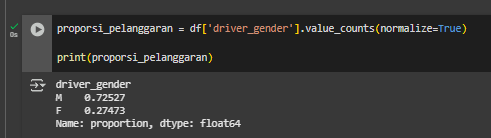 0s
proporsi_pelanggaran = df['driver_gender'].value_counts(normalize=True)
print(proporsi_pelanggaran)
driver_gender
M    0.72527
F    0.27473
Name: proportion, dtype: float64